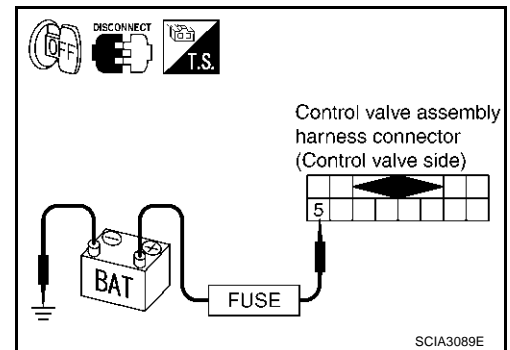 OFF
DISCONNECT
T.S.
Control valve assembly
harness connector
(Control valve side)
5
BAT
FUSE
SCIA3089E